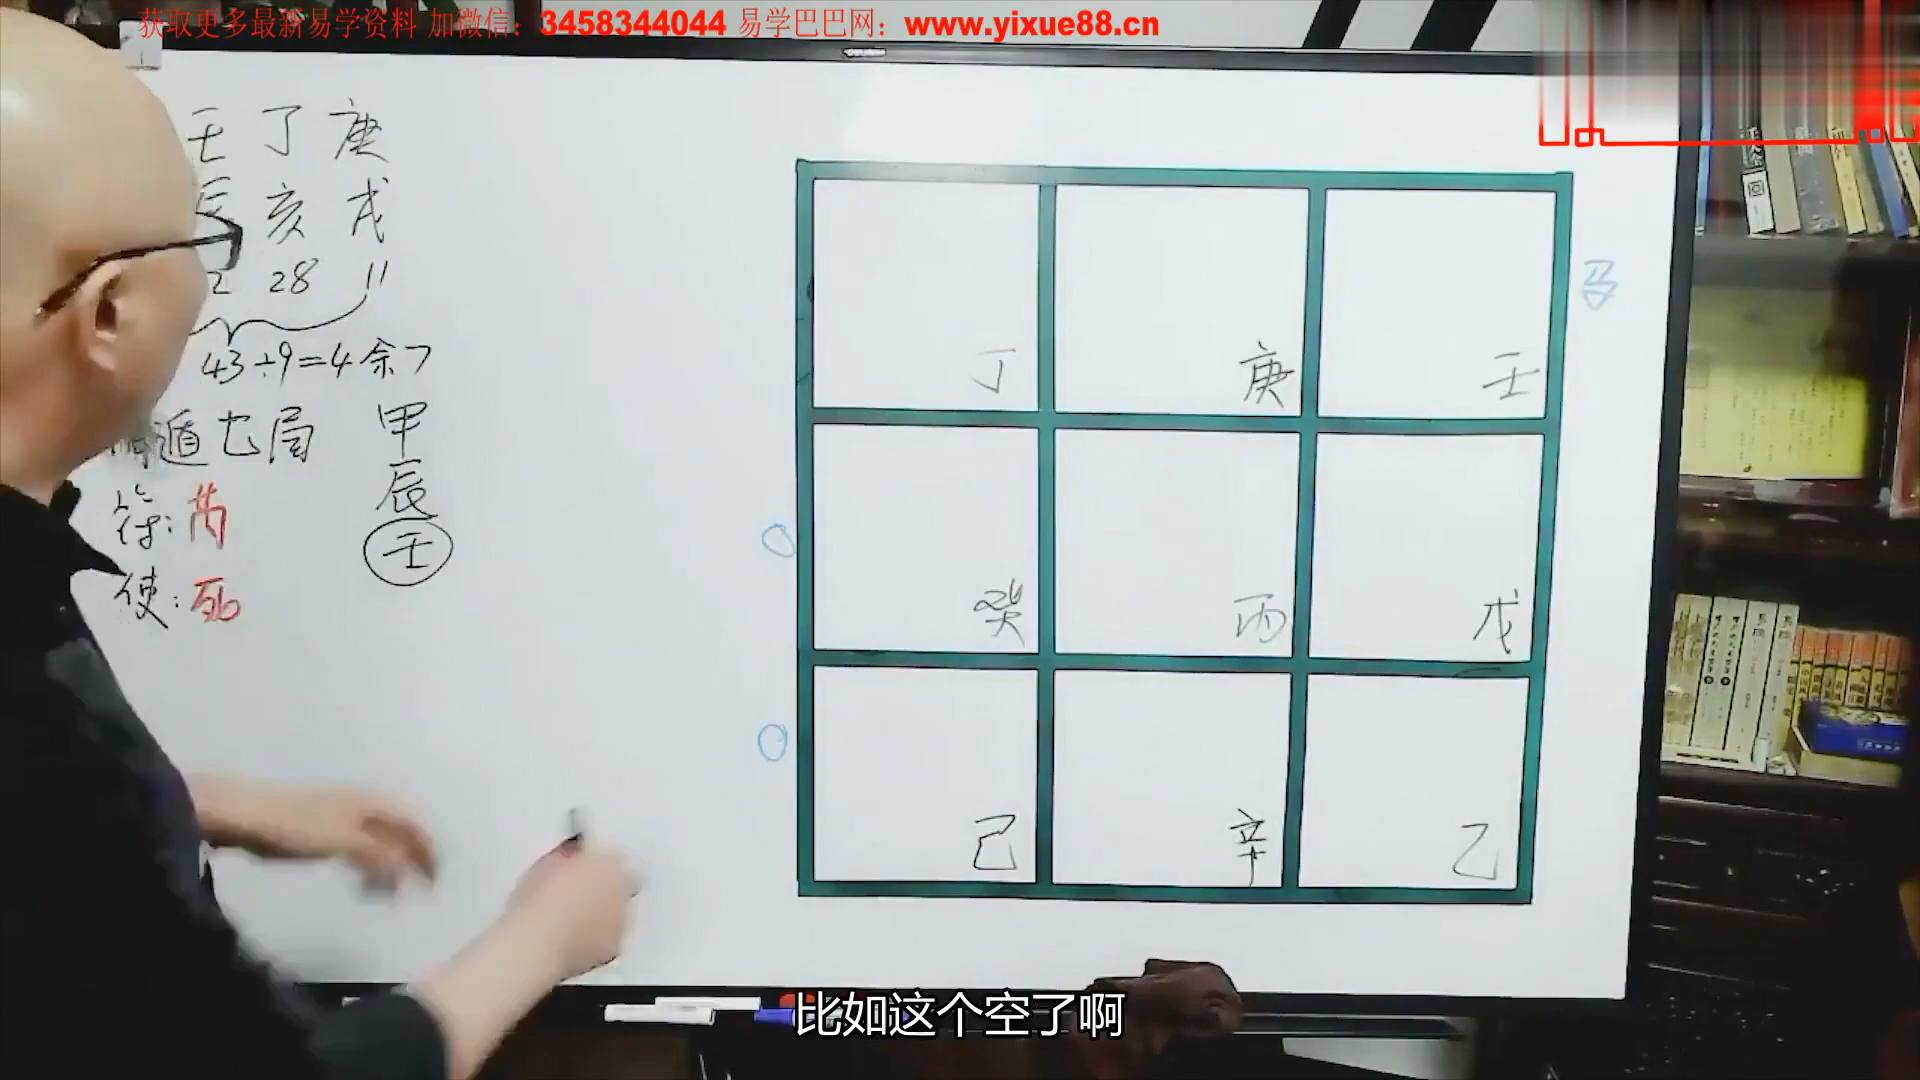 获取更多最新易学资料 加微信：3458344044 易学巴巴网：www.yixue88.cn
壬 丁 庚
辰 亥 戌
2 28 11
43÷9=4余7
遁七局
甲
辰
壬
符：芮
使：死
马
丁 庚 壬
癸 丙 戊
己 辛 乙
比如这个空了啊